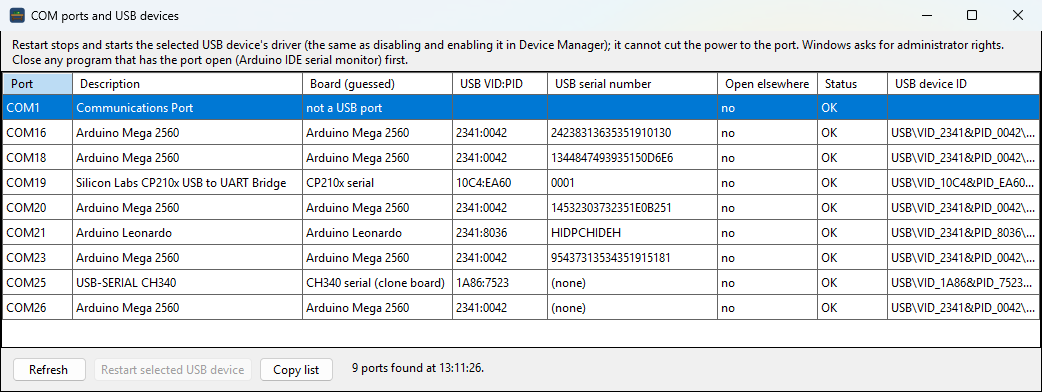 COM ports and USB devices
Restart stops and starts the selected USB device's driver (the same as disabling and enabling it in Device Manager); it cannot cut the power to the port. Windows asks for administrator rights.
Close any program that has the port open (Arduino IDE serial monitor) first.
Port Description Board (guessed) USB VID:PID USB serial number Open elsewhere Status USB device ID
COM1 Communications Port not a USB port no OK
COM16 Arduino Mega 2560 Arduino Mega 2560 2341:0042 24238313635351910130 no OK USB\VID_2341&PID_0042\...
COM18 Arduino Mega 2560 Arduino Mega 2560 2341:0042 1344847493935150D6E6 no OK USB\VID_2341&PID_0042\...
COM19 Silicon Labs CP210x USB to UART Bridge CP210x serial 10C4:EA60 0001 no OK USB\VID_10C4&PID_EA60...
COM20 Arduino Mega 2560 Arduino Mega 2560 2341:0042 14532303732351E0B251 no OK USB\VID_2341&PID_0042\...
COM21 Arduino Leonardo Arduino Leonardo 2341:8036 HIDPCHIDEH no OK USB\VID_2341&PID_8036\...
COM23 Arduino Mega 2560 Arduino Mega 2560 2341:0042 95437313534351915181 no OK USB\VID_2341&PID_0042\...
COM25 USB-SERIAL CH340 CH340 serial (clone board) 1A86:7523 (none) no OK USB\VID_1A86&PID_7523...
COM26 Arduino Mega 2560 Arduino Mega 2560 2341:0042 (none) no OK USB\VID_2341&PID_0042\...
Refresh Restart selected USB device Copy list 9 ports found at 13:11:26.